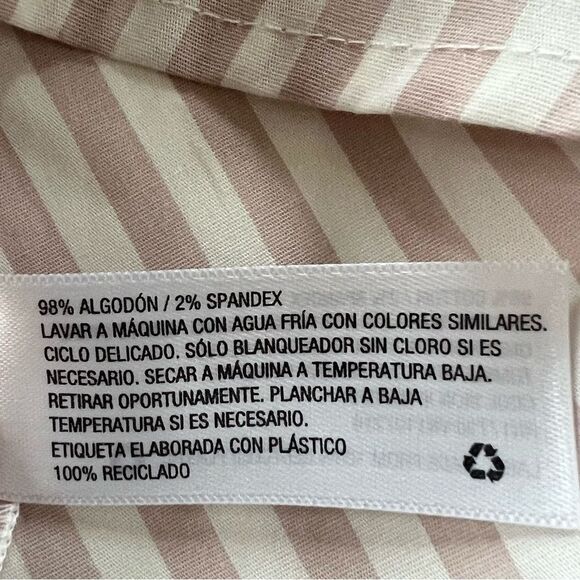 98% ALGODÓN / 2% SPANDEX
LAVAR A MÁQUINA CON AGUA FRÍA CON COLORES SIMILARES.
CICLO DELICADO. SÓLO BLANQUEADOR SIN CLORO SI ES
NECESARIO. SECAR A MÁQUINA A TEMPERATURA BAJA.
RETIRAR OPORTUNAMENTE. PLANCHAR A BAJA
TEMPERATURA SI ES NECESARIO.
ETIQUETA ELABORADA CON PLÁSTICO
100% RECICLADO